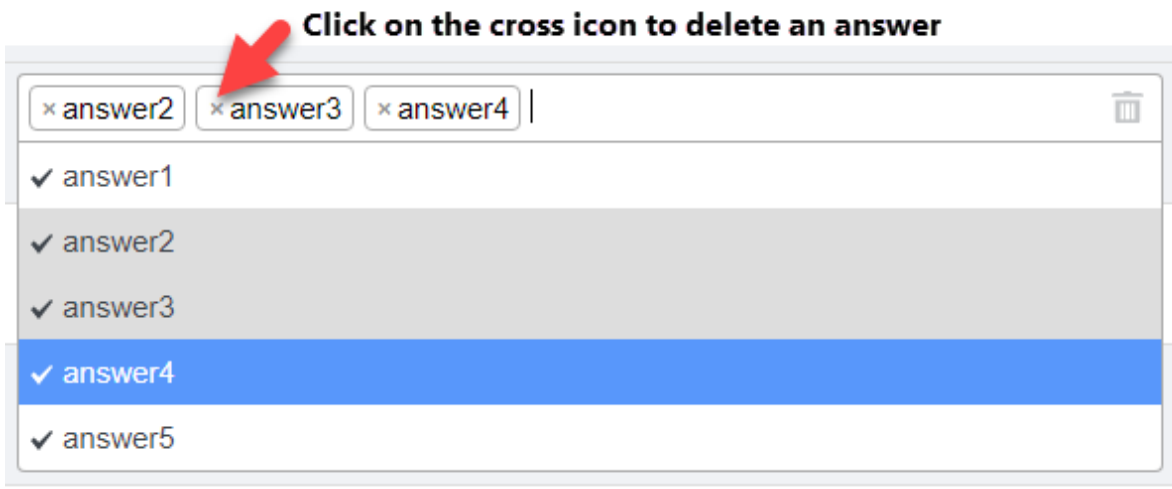 Click on the cross icon to delete an answer
× answer2 × answer3 × answer4
✓ answer1
✓ answer2
✓ answer3
✓ answer4
✓ answer5